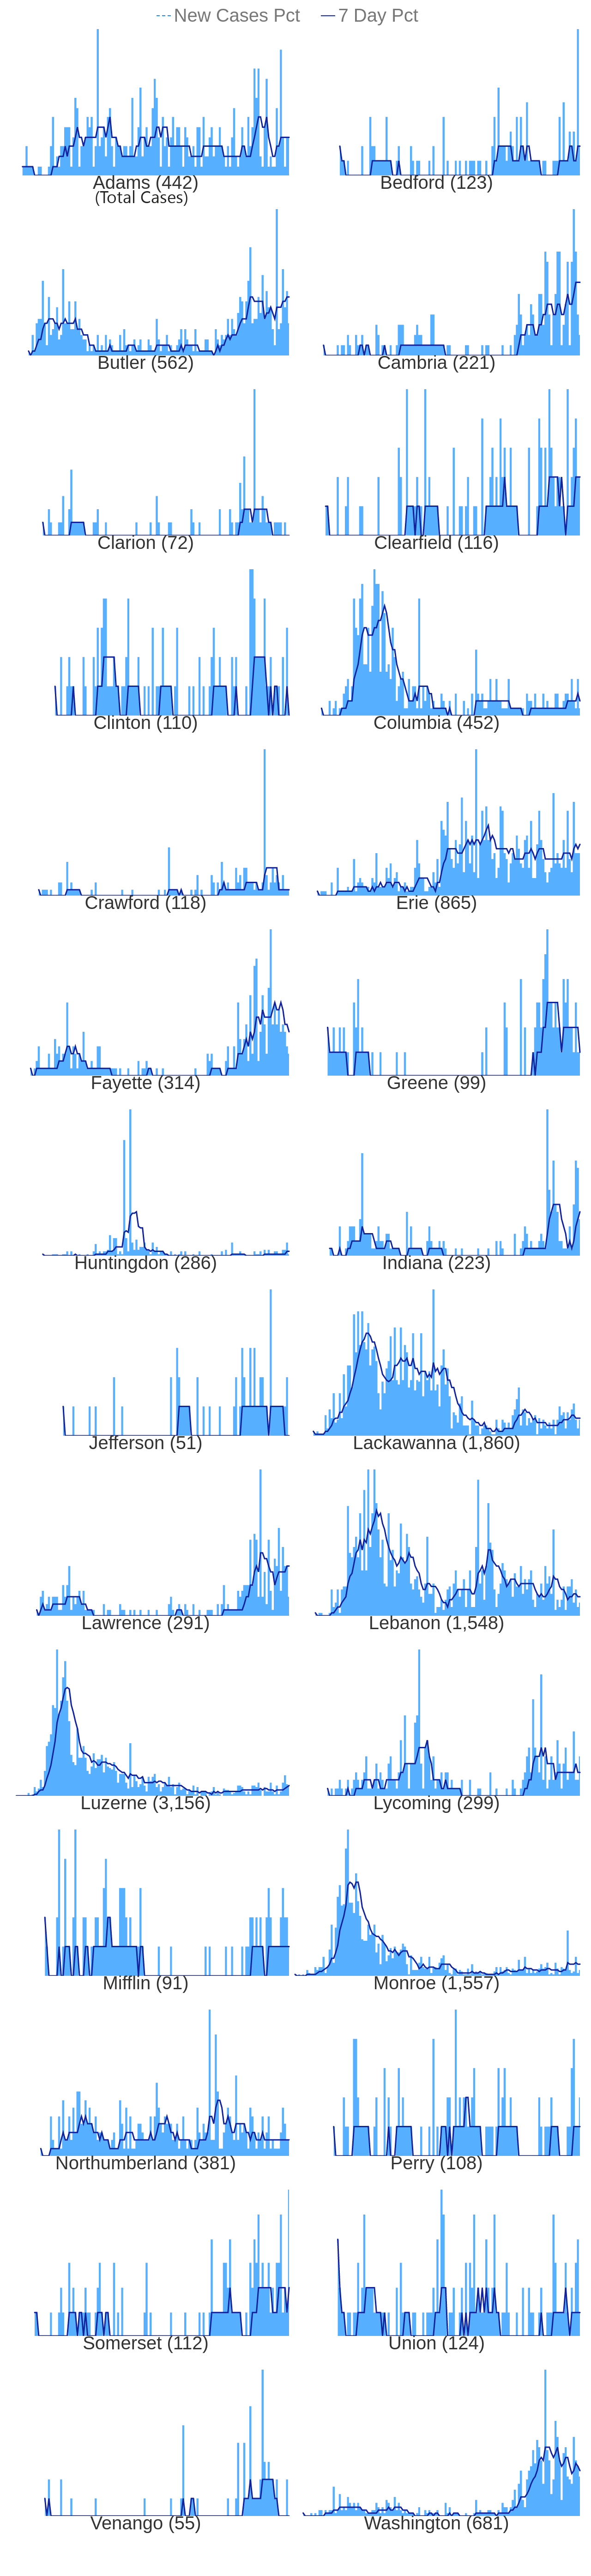 New Cases Pct 7 Day Pct
Adams (442) Bedford (123)
(Total Cases)
Butler (562) Cambria (221)
Clarion (72) Clearfield (116)
Clinton (110) Columbia (452)
Crawford (118) Erie (865)
Fayette (314) Greene (99)
Huntingdon (286) Indiana (223)
Jefferson (51) Lackawanna (1,860)
Lawrence (291) Lebanon (1,548)
Luzerne (3,156) Lycoming (299)
Mifflin (91) Monroe (1,557)
Northumberland (381) Perry (108)
Somerset (112) Union (124)
Venango (55) Washington (681)